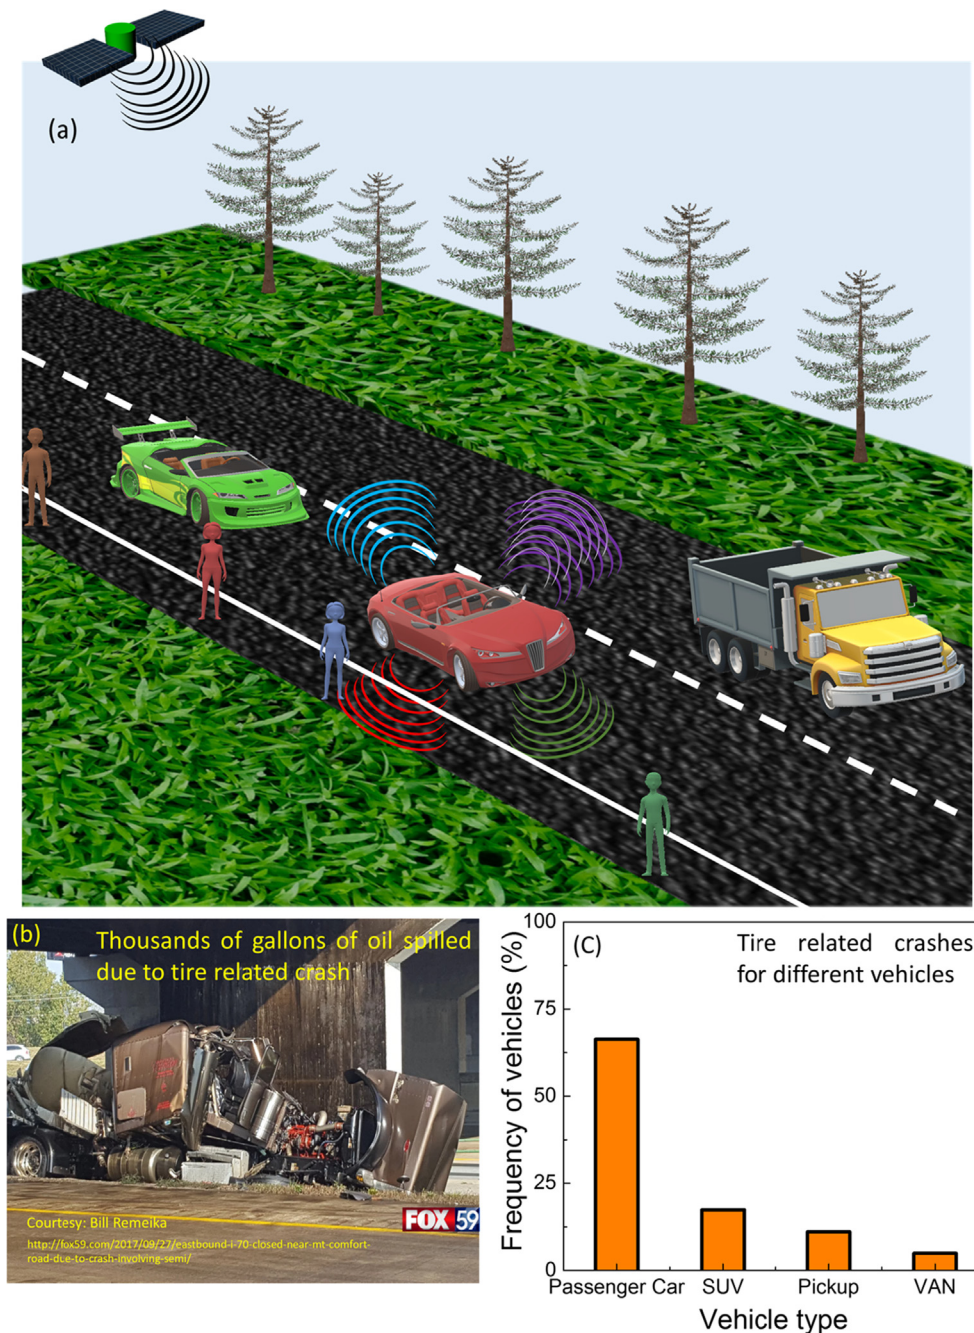 (a)
(b)
Thousands of gallons of oil spilled
due to tire related crash
Courtesy: Bill Remeika
http://fox59.com/2017/09/27/eastbound-i-70-closed-near-mt-comfort-
road-due-to-crash-involving-semi/
FOX 59
(C)
Tire related crashes
for different vehicles
Frequency of vehicles (%)
100
75
50
25
0
Passenger Car SUV Pickup VAN
Vehicle type